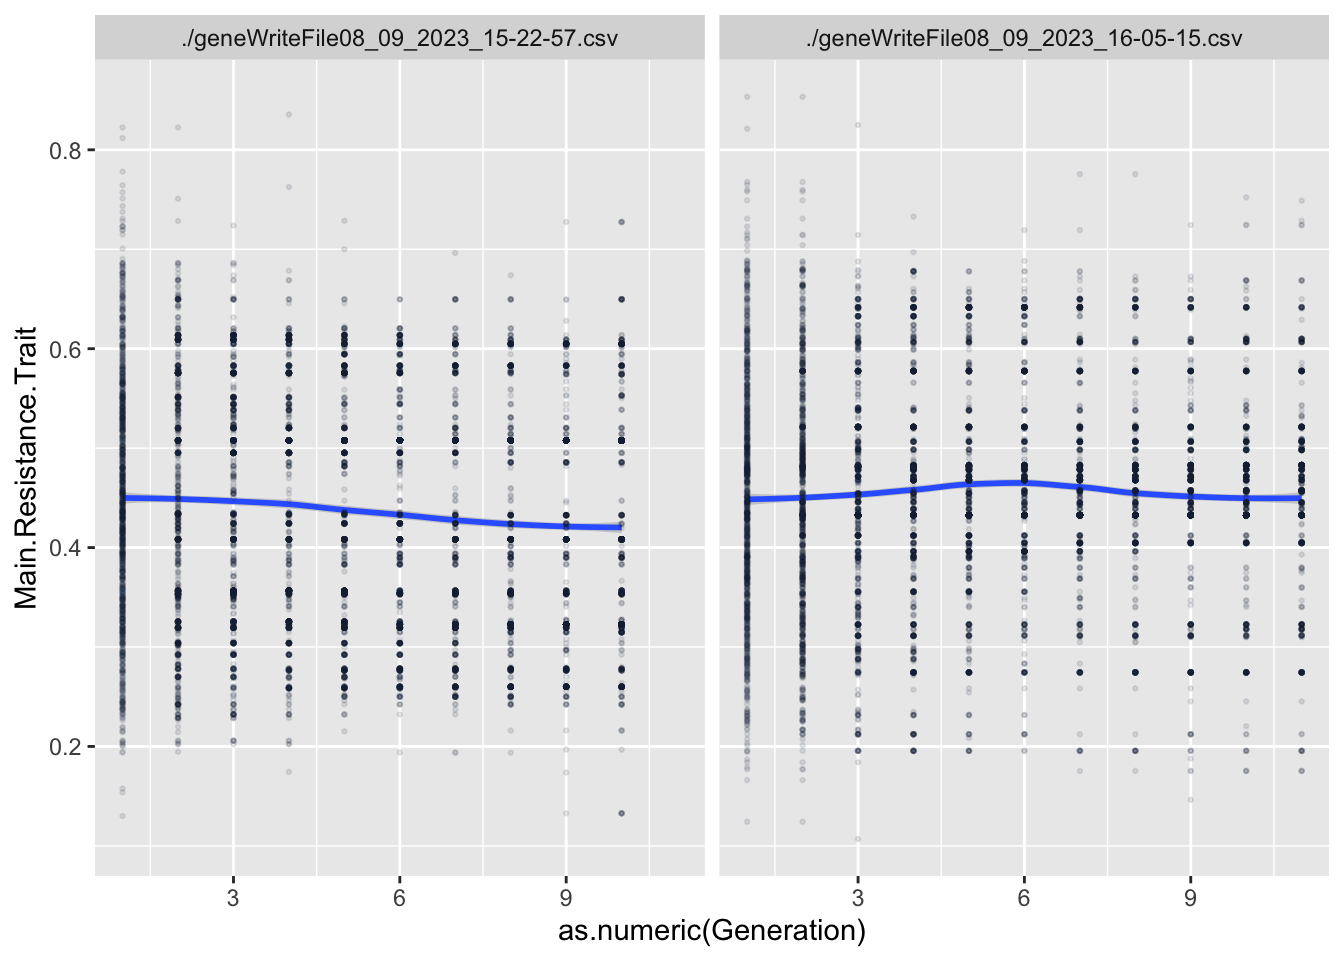 ./geneWriteFile08_09_2023_15-22-57.csv
./geneWriteFile08_09_2023_16-05-15.csv
Main.Resistance.Trait
0.8
0.6
0.4
0.2
3
6
9
3
6
9
as.numeric(Generation)